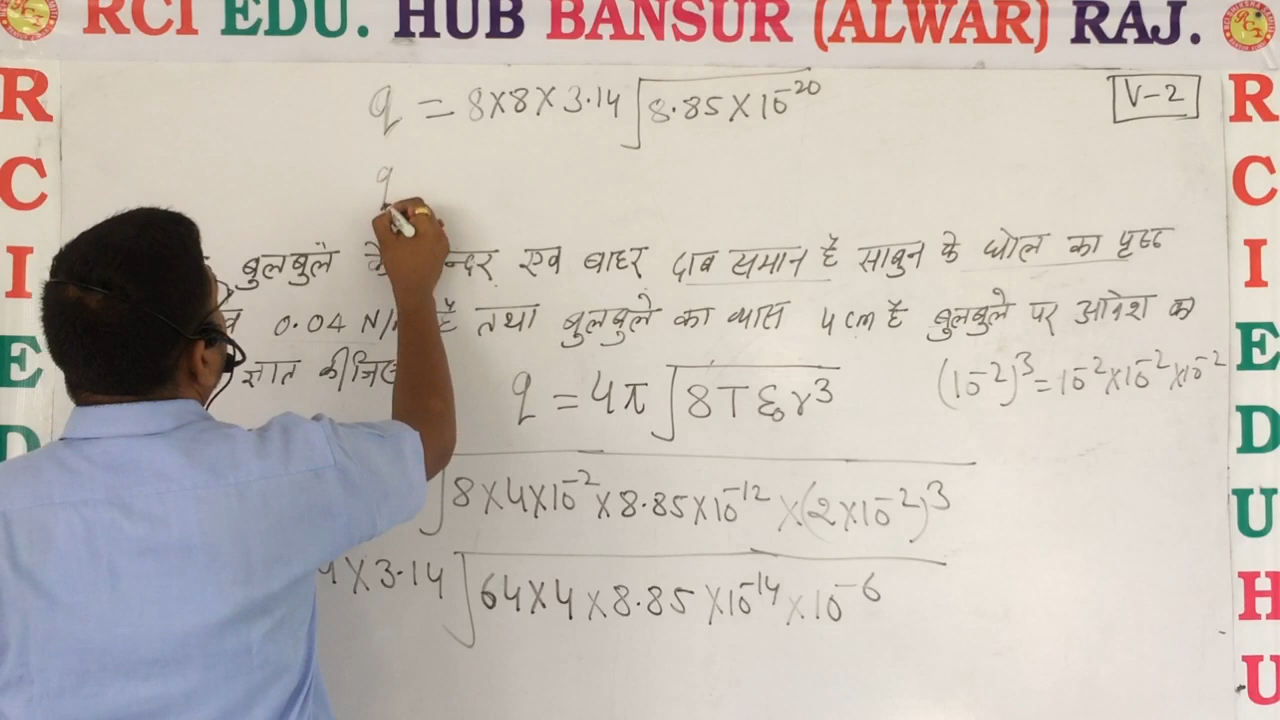 RCI EDU. HUB BANSUR (ALWAR) RAJ.
q = 8×8×3.14 √8.85×10⁻²⁰
V-2
q
बुलबुले के न्दर एवं बाहर दाब समान है साबुन के घोल का पृष्ठ
0.04 N/ है तथा बुलबुले का व्यास 4 cm है बुलबुले पर आवेश का
ज्ञात कीजिए
q = 4π √8Tε₀r³
(10⁻²)³ = 10⁻²×10⁻²×10⁻²
√8×4×10⁻²×8.85×10⁻¹²×(2×10⁻²)³
4×3.14 √64×4×8.85×10⁻¹⁴×10⁻⁶
R
C
I
E
D
R
C
I
E
D
U
H
U